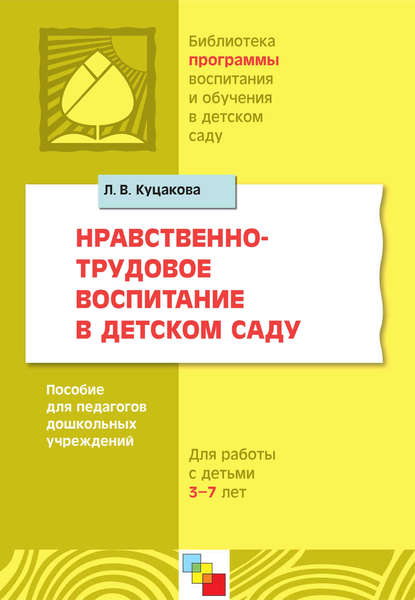 Библиотека
программы
воспитания
и обучения
в детском
саду
Л. В. Куцакова
НРАВСТВЕННО-
ТРУДОВОЕ
ВОСПИТАНИЕ
В ДЕТСКОМ САДУ
Пособие
для педагогов
дошкольных
учреждений
Для работы
с детьми
3–7 лет